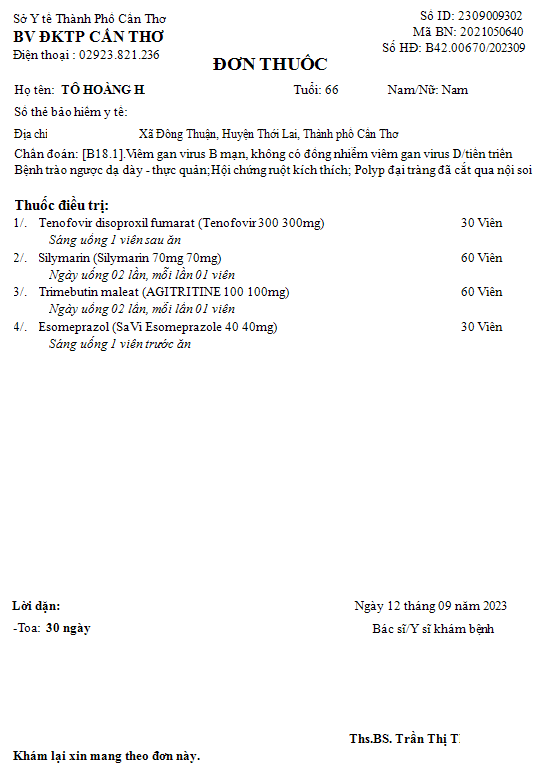 Sở Y tế Thành Phố Cần Thơ
Số ID: 2309009302
BV ĐKTP CẦN THƠ
Mã BN: 2021050640
Điện thoại : 02923.821.236
Số HĐ: B42.00670/202309
ĐƠN THUỐC
Họ tên: TÔ HOÀNG H
Tuổi: 66
Nam/Nữ: Nam
Số thẻ bảo hiểm y tế:
Địa chỉ
Xã Đông Thuận, Huyện Thới Lai, Thành phố Cần Thơ
Chẩn đoán: [B18.1].Viêm gan virus B mạn, không có đồng nhiễm viêm gan virus D/tiến triển
Bệnh trào ngược dạ dày - thực quản;Hội chứng ruột kích thích; Polyp đại tràng đã cắt qua nội soi
Thuốc điều trị:
1/. Tenofovir disoproxil fumarat (Tenofovir 300 300mg) 30 Viên
Sáng uống 1 viên sau ăn
2/. Silymarin (Silymarin 70mg 70mg) 60 Viên
Ngày uống 02 lần, mỗi lần 01 viên
3/. Trimebutin maleat (AGITRITINE 100 100mg) 60 Viên
Ngày uống 02 lần, mỗi lần 01 viên
4/. Esomeprazol (SaVi Esomeprazole 40 40mg) 30 Viên
Sáng uống 1 viên trước ăn
Lời dặn:
Ngày 12 tháng 09 năm 2023
-Toa: 30 ngày
Bác sĩ/Y sĩ khám bệnh
Ths.BS. Trần Thị T
Khám lại xin mang theo đơn này.